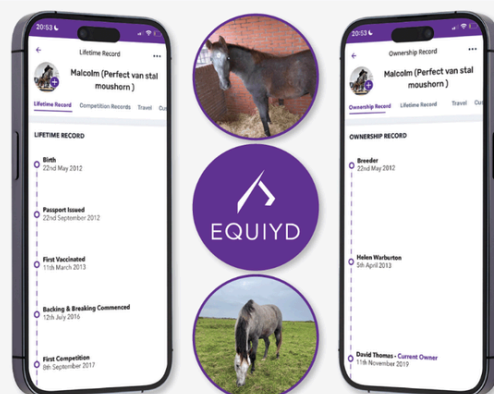 20:53
Lifetime Record
Malcolm (Perfect van stal
moushorn )
Lifetime Record Competition Records Travel
LIFETIME RECORD
Birth
22nd May 2012
Passport Issued
22nd September 2012
First Vaccinated
11th March 2013
Backing & Breaking Commenced
12th July 2016
First Competition
8th September 2017
EQUIYD
20:53
Ownership Record
Malcolm (Perfect van stal
moushorn )
Ownership Record Lifetime Record Travel
OWNERSHIP RECORD
Breeder
22nd May 2012
Helen Warburton
5th April 2013
David Thomas - Current Owner
11th November 2019